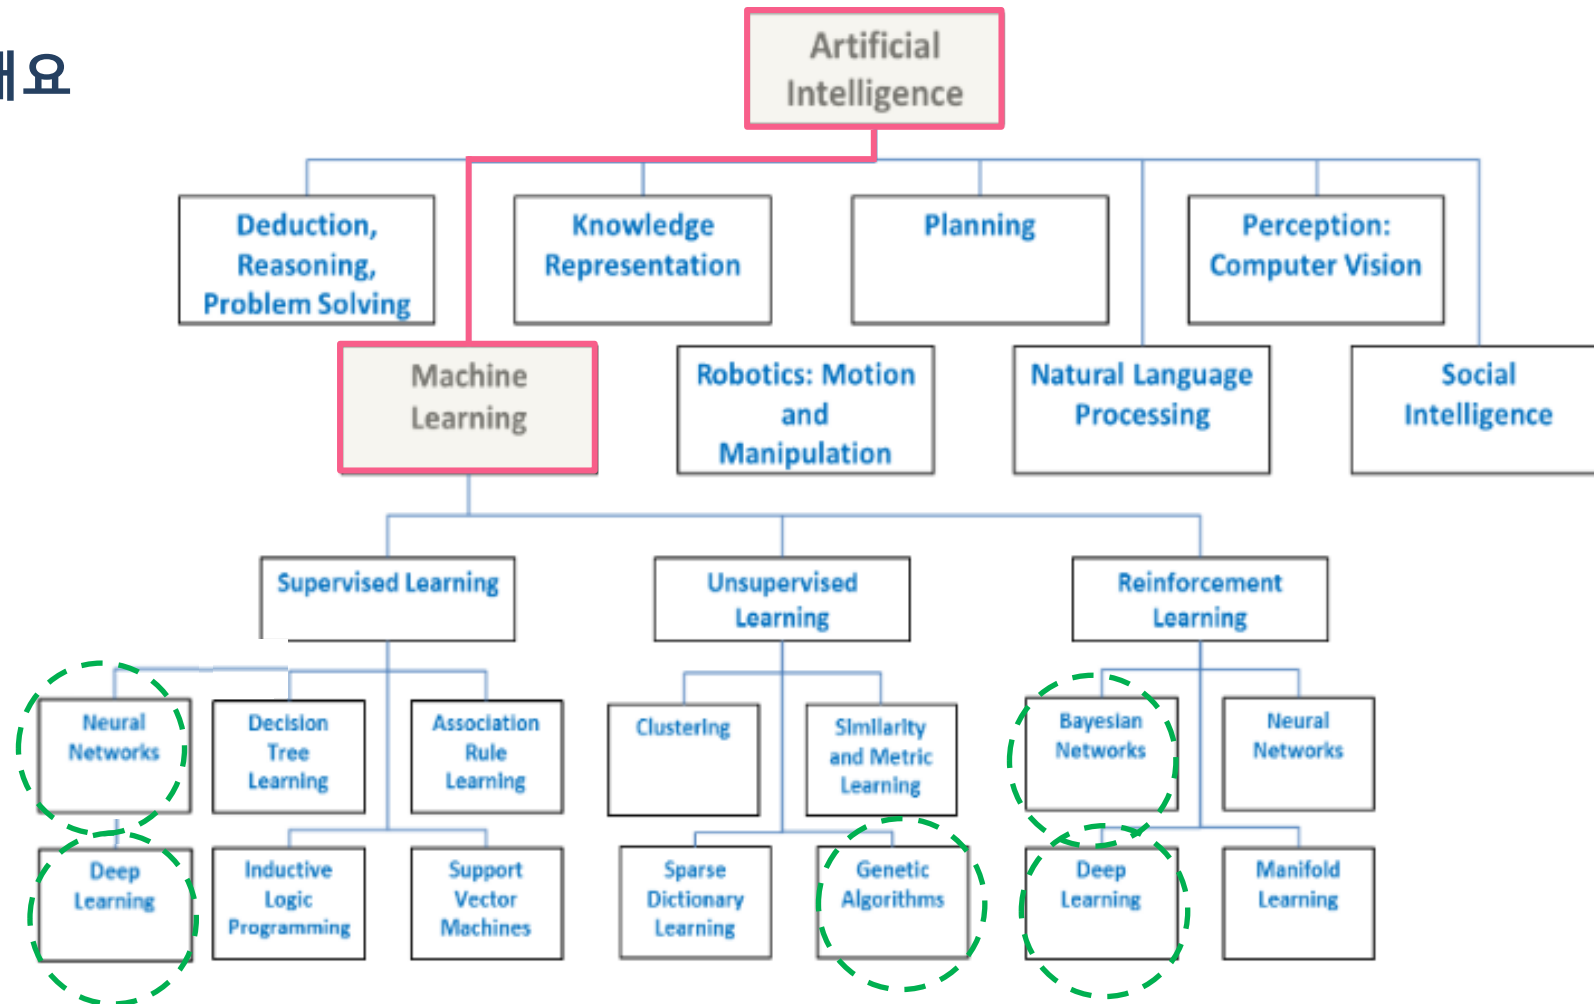 요
Artificial
Intelligence
Deduction,
Reasoning,
Problem Solving
Knowledge
Representation
Planning
Perception:
Computer Vision
Machine
Learning
Robotics: Motion
and
Manipulation
Natural Language
Processing
Social
Intelligence
Supervised Learning
Unsupervised
Learning
Reinforcement
Learning
Neural
Networks
Decision
Tree
Learning
Association
Rule
Learning
Clustering
Similarity
and Metric
Learning
Bayesian
Networks
Neural
Networks
Deep
Learning
Inductive
Logic
Programming
Support
Vector
Machines
Sparse
Dictionary
Learning
Genetic
Algorithms
Deep
Learning
Manifold
Learning